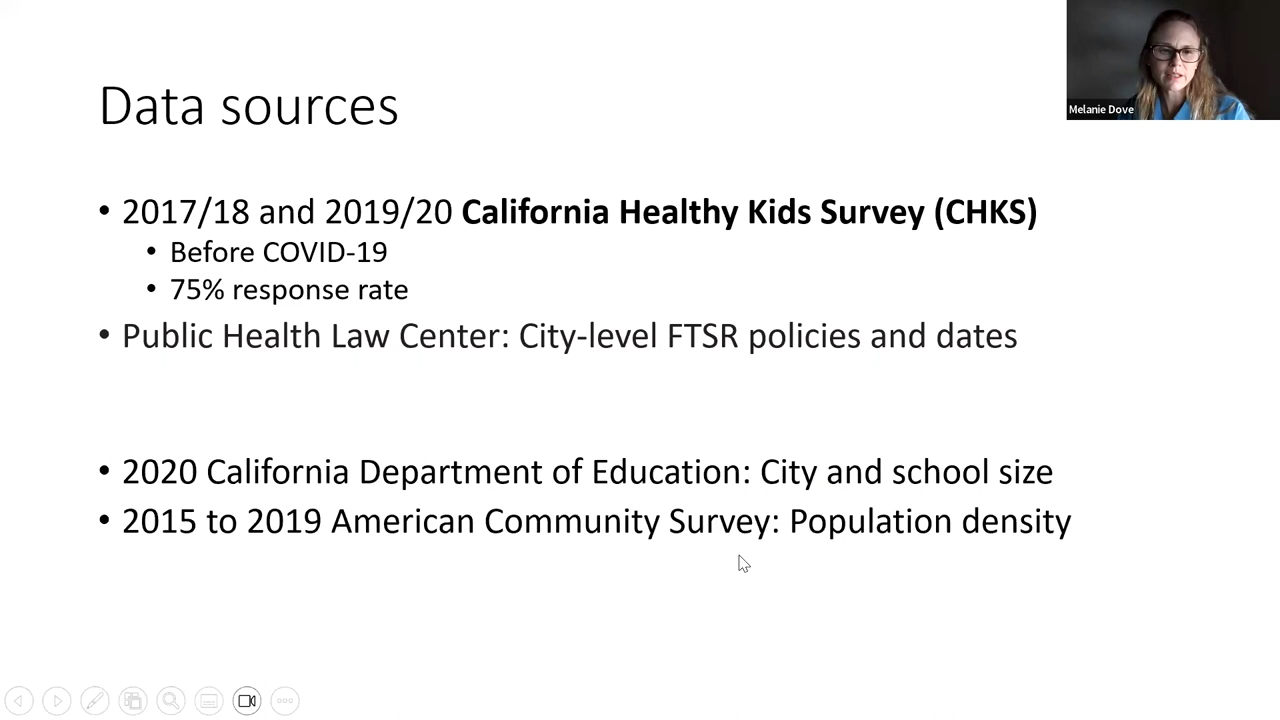 Melanie Dove
Data sources
• 2017/18 and 2019/20 California Healthy Kids Survey (CHKS)
• Before COVID-19
• 75% response rate
• Public Health Law Center: City-level FTSR policies and dates
• 2020 California Department of Education: City and school size
• 2015 to 2019 American Community Survey: Population density